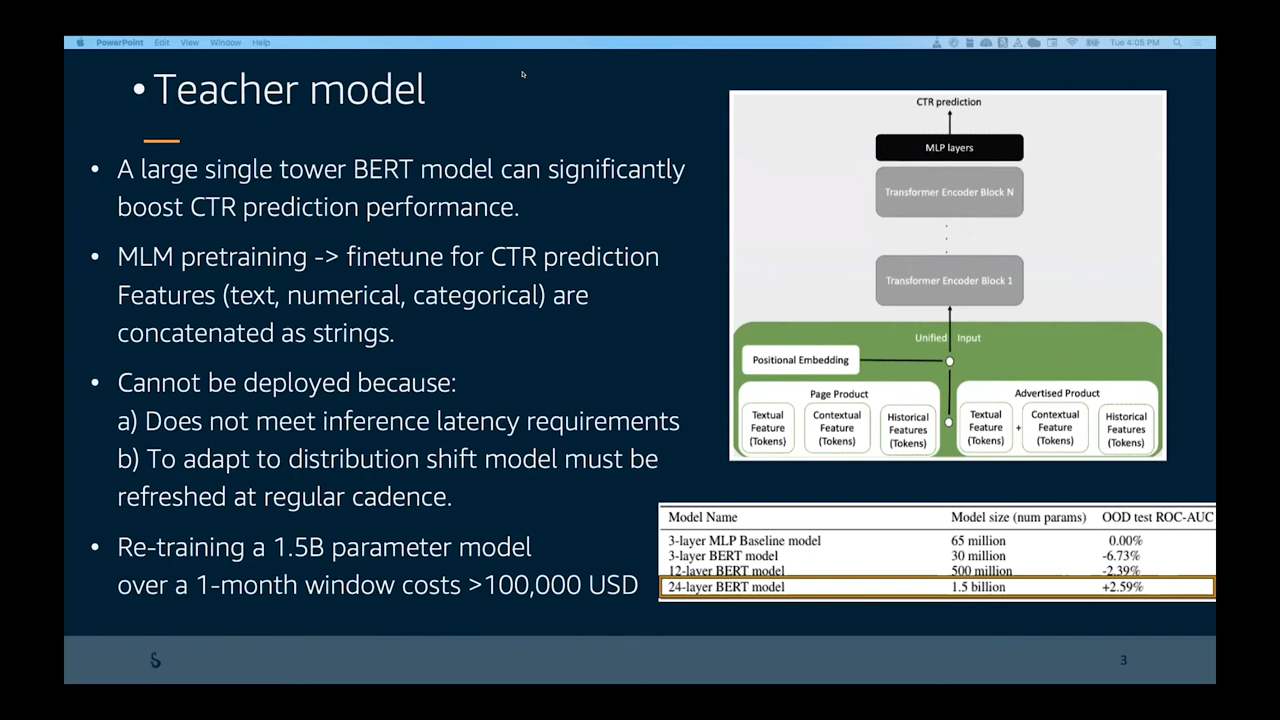 PowerPoint Edit View Window Help
Tue 4:05 PM
• Teacher model
• A large single tower BERT model can significantly
boost CTR prediction performance.
• MLM pretraining -> finetune for CTR prediction
Features (text, numerical, categorical) are
concatenated as strings.
• Cannot be deployed because:
a) Does not meet inference latency requirements
b) To adapt to distribution shift model must be
refreshed at regular cadence.
• Re-training a 1.5B parameter model
over a 1-month window costs >100,000 USD
CTR prediction
MLP layers
Transformer Encoder Block N
Transformer Encoder Block 1
Unified Input
Positional Embedding
Page Product
Textual Feature (Tokens)
Contextual Feature (Tokens)
Historical Features (Tokens)
Advertised Product
Textual Feature (Tokens)
+
Contextual Feature (Tokens)
Historical Features (Tokens)
Model Name Model size (num params) OOD test ROC-AUC
3-layer MLP Baseline model 65 million 0.00%
3-layer BERT model 30 million -6.73%
12-layer BERT model 500 million -2.39%
24-layer BERT model 1.5 billion +2.59%
3